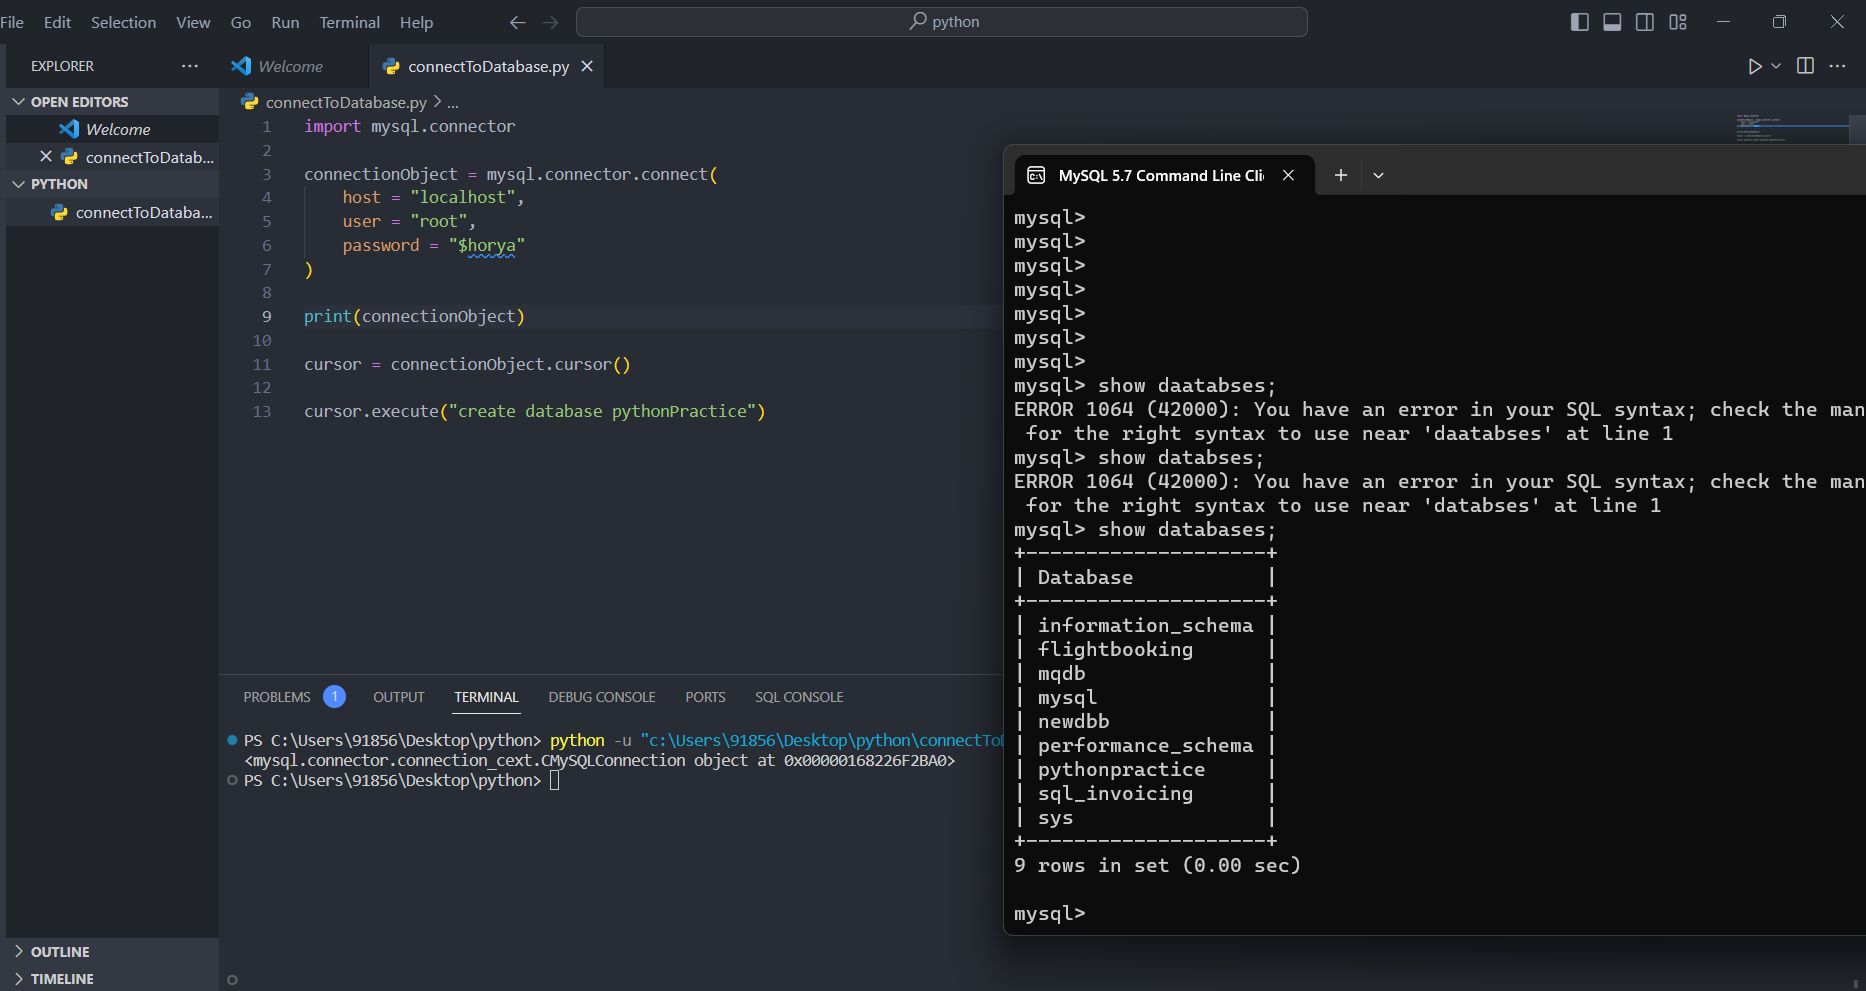 File Edit Selection View Go Run Terminal Help
python
EXPLORER
OPEN EDITORS
Welcome
connectToDatab...
PYTHON
connectToDataba...
OUTLINE
TIMELINE
Welcome
connectToDatabase.py
connectToDatabase.py > ...
1 import mysql.connector
2
3 connectionObject = mysql.connector.connect(
4 host = "localhost",
5 user = "root",
6 password = "$horya"
7 )
8
9 print(connectionObject)
10
11 cursor = connectionObject.cursor()
12
13 cursor.execute("create database pythonPractice")
PROBLEMS 1 OUTPUT TERMINAL DEBUG CONSOLE PORTS SQL CONSOLE
PS C:\Users\91856\Desktop\python> python -u "c:\Users\91856\Desktop\python\connectToD
<mysql.connector.connection_cext.CMySQLConnection object at 0x00000168226F2BA0>
PS C:\Users\91856\Desktop\python>
MySQL 5.7 Command Line Cli
mysql>
mysql>
mysql>
mysql>
mysql>
mysql>
mysql>
mysql> show daatabses;
ERROR 1064 (42000): You have an error in your SQL syntax; check the man
for the right syntax to use near 'daatabses' at line 1
mysql> show databses;
ERROR 1064 (42000): You have an error in your SQL syntax; check the man
for the right syntax to use near 'databses' at line 1
mysql> show databases;
+--------------------+
| Database           |
+--------------------+
| information_schema |
| flightbooking      |
| mqdb               |
| mysql              |
| newdbb             |
| performance_schema |
| pythonpractice     |
| sql_invoicing      |
| sys                |
+--------------------+
9 rows in set (0.00 sec)
mysql>